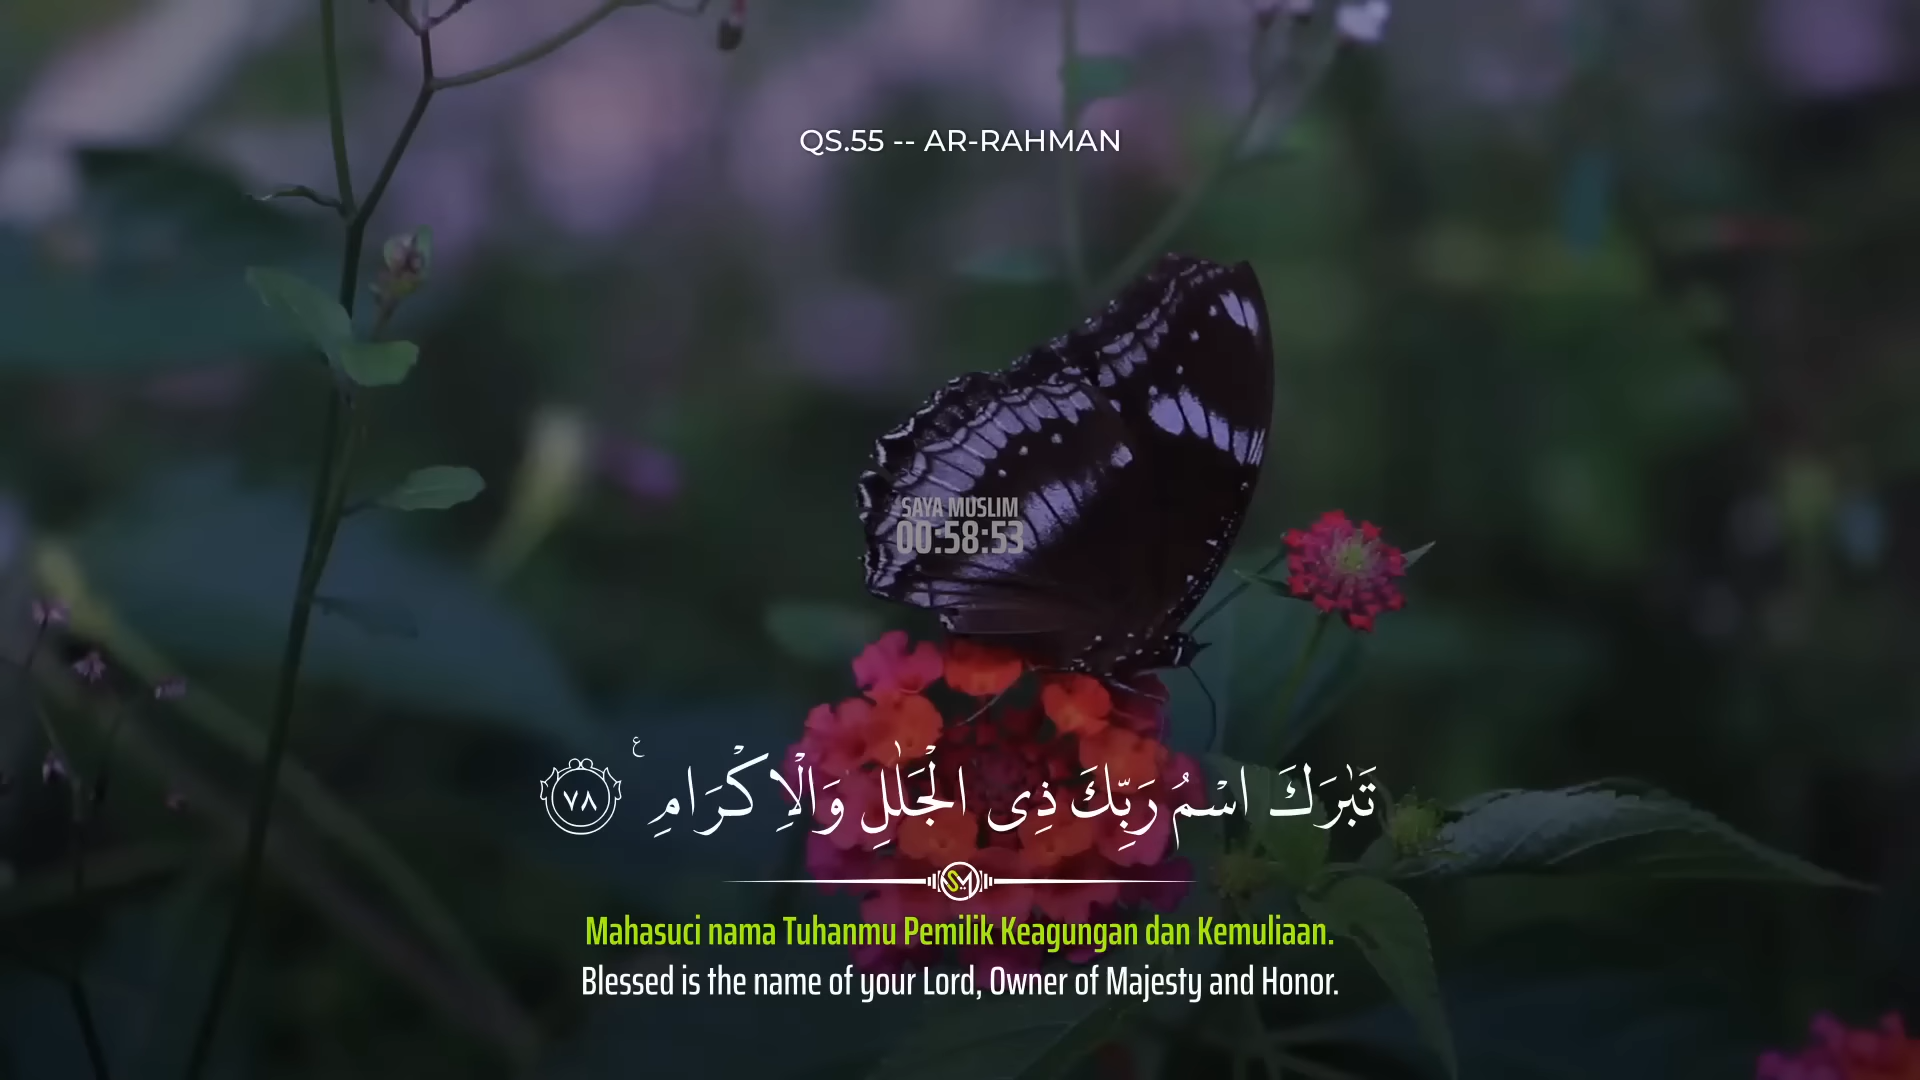 QS.55 -- AR-RAHMAN
SAYA MUSLIM
00:58:53
تَبٰرَكَ اسْمُ رَبِّكَ ذِى الْجَلٰلِ وَالْاِكْرَامِ ࣖ ٧٨
SM
Mahasuci nama Tuhanmu Pemilik Keagungan dan Kemuliaan.
Blessed is the name of your Lord, Owner of Majesty and Honor.